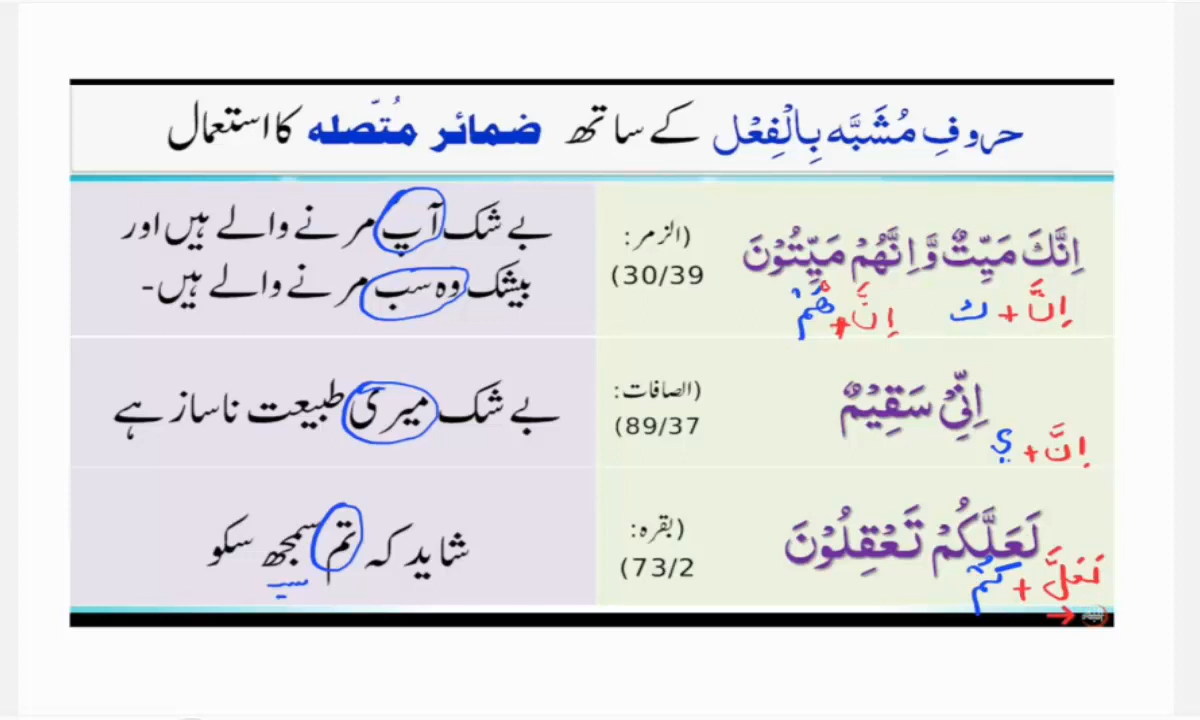 حروفِ مُشَبَّه بِالْفِعْل کے ساتھ ضمائر مُتّصلہ کا استعمال
اِنَّكَ مَيِّتٌ وَّاِنَّهُمْ مَيِّتُوْنَ
(الزمر:
30/39)
بے شک آپ مرنے والے ہیں اور
بیشک وہ سب مرنے والے ہیں-
اِنَّ + كَ
اِنَّ + هُمْ
اِنِّيْ سَقِيْمٌ
(الصافات:
89/37)
بے شک میری طبیعت ناساز ہے
اِنَّ + ي
لَعَلَّكُمْ تَعْقِلُوْنَ
(بقرہ:
73/2)
شاید کہ تم سمجھ سکو
لَعَلَّ + كُمْ